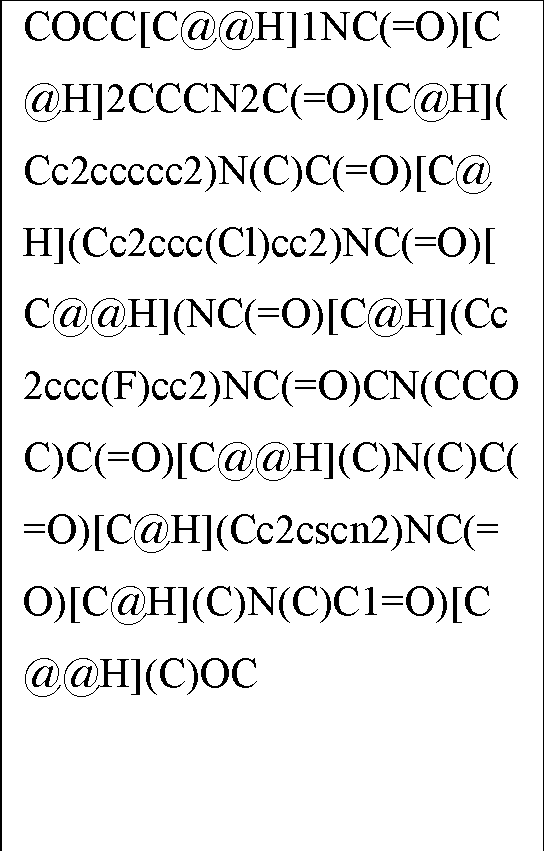 COCC[C@@H]1NC(=O)[C
@H]2CCCN2C(=O)[C@H](
Cc2ccccc2)N(C)C(=O)[C@
H](Cc2ccc(Cl)cc2)NC(=O)[
C@@H](NC(=O)[C@H](Cc
2ccc(F)cc2)NC(=O)CN(CCO
C)C(=O)[C@@H](C)N(C)C(
=O)[C@H](Cc2cscn2)NC(=
O)[C@H](C)N(C)C1=O)[C
@@H](C)OC